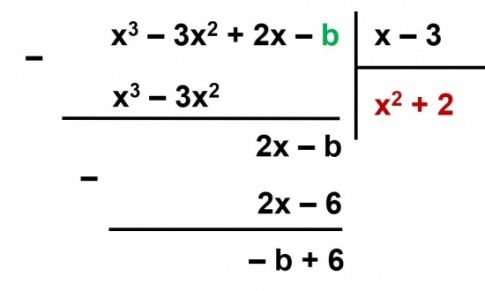 x³ – 3x² + 2x – b x – 3
–
x³ – 3x² x² + 2
2x – b
–
2x – 6
– b + 6